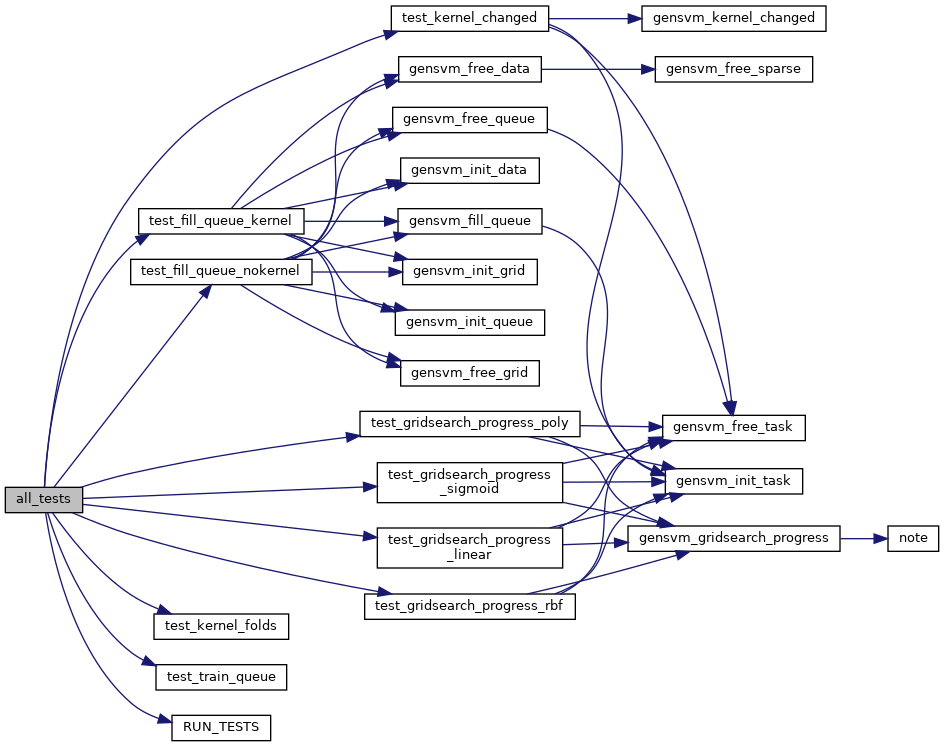 test_kernel_changed
gensvm_kernel_changed
gensvm_free_data
gensvm_free_sparse
gensvm_free_queue
gensvm_init_data
test_fill_queue_kernel
gensvm_fill_queue
test_fill_queue_nokernel
gensvm_init_grid
gensvm_init_queue
gensvm_free_grid
test_gridsearch_progress_poly
gensvm_free_task
test_gridsearch_progress
_sigmoid
gensvm_init_task
all_tests
test_gridsearch_progress
_linear
gensvm_gridsearch_progress
note
test_gridsearch_progress_rbf
test_kernel_folds
test_train_queue
RUN_TESTS